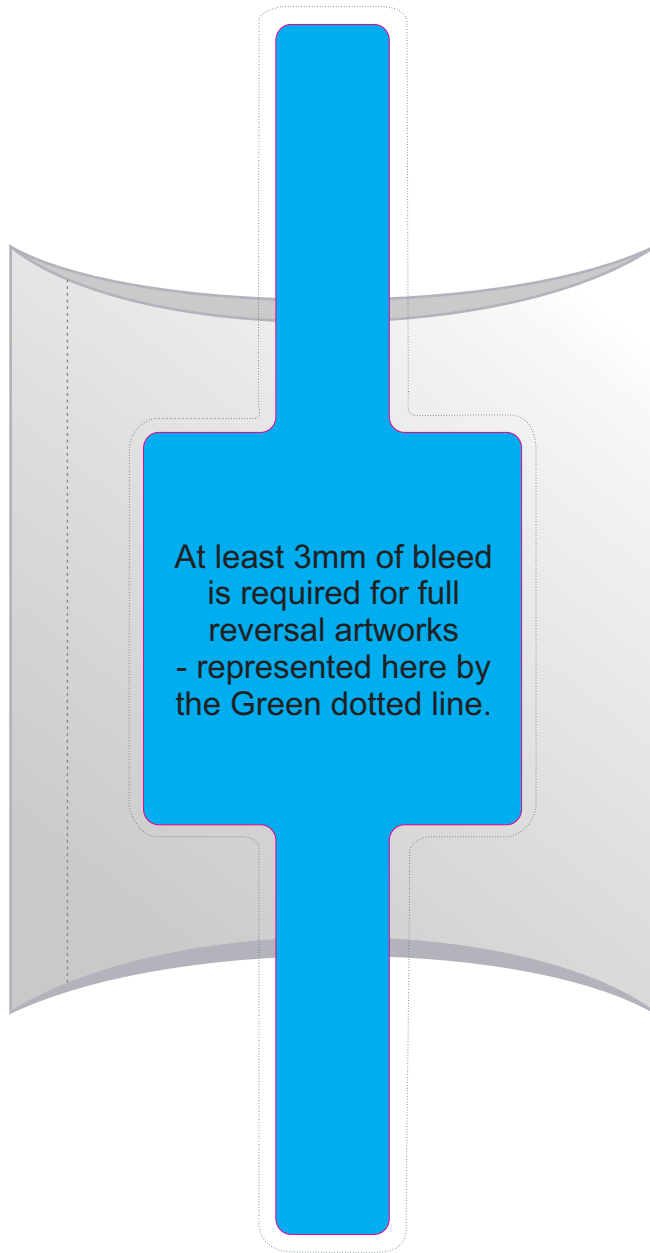 At least 3mm of bleed
is required for full
reversal artworks
- represented here by
the Green dotted line.